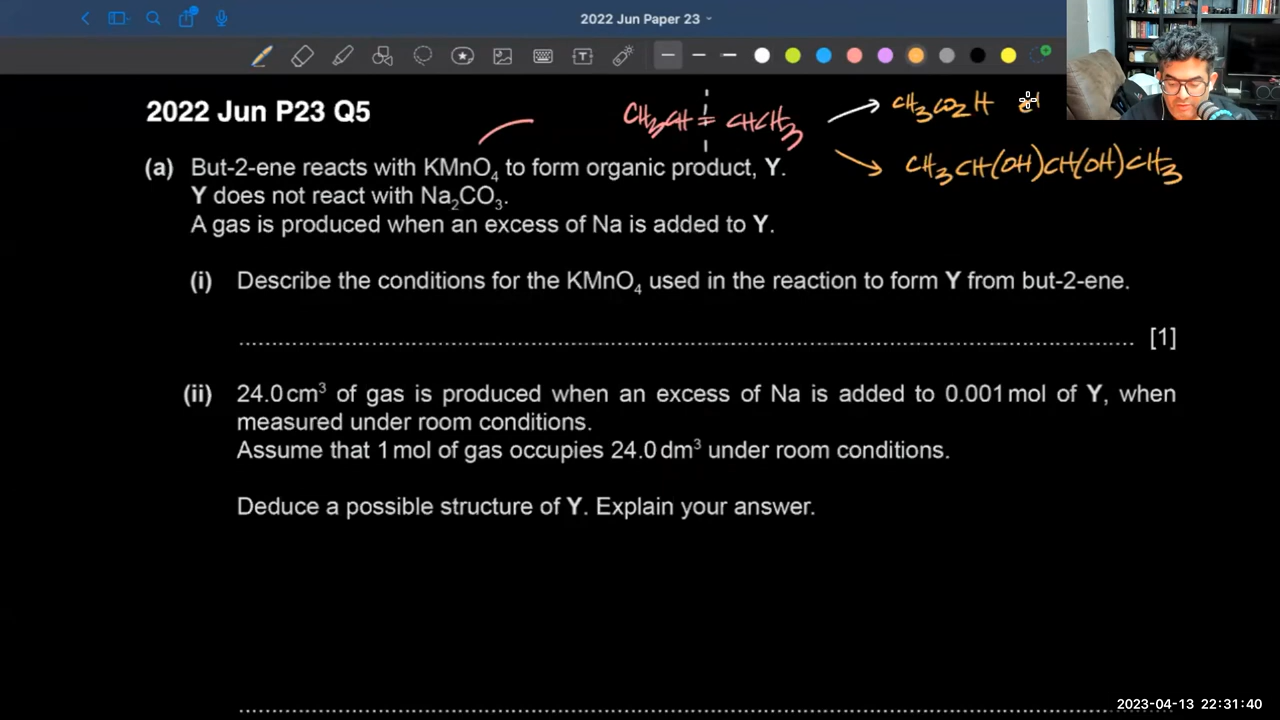 2022 Jun Paper 23
2022 Jun P23 Q5
CH₃CH = CHCH₃
CH₃CO₂H
CH₃CH(OH)CH(OH)CH₃
(a) But-2-ene reacts with KMnO₄ to form organic product, Y.
Y does not react with Na₂CO₃.
A gas is produced when an excess of Na is added to Y.
(i) Describe the conditions for the KMnO₄ used in the reaction to form Y from but-2-ene.
[1]
(ii) 24.0 cm³ of gas is produced when an excess of Na is added to 0.001 mol of Y, when
measured under room conditions.
Assume that 1 mol of gas occupies 24.0 dm³ under room conditions.
Deduce a possible structure of Y. Explain your answer.
2023-04-13 22:31:40